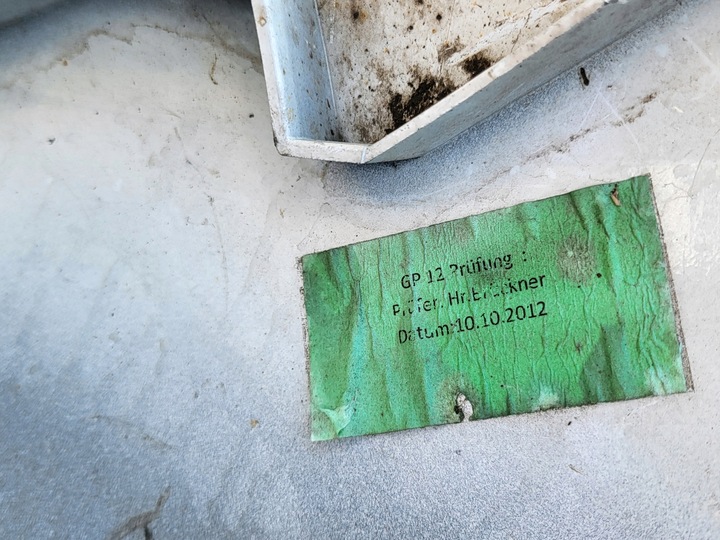 GP 12 Prüfung :
Prüfer: Hr.Brückner
Datum:10.10.2012